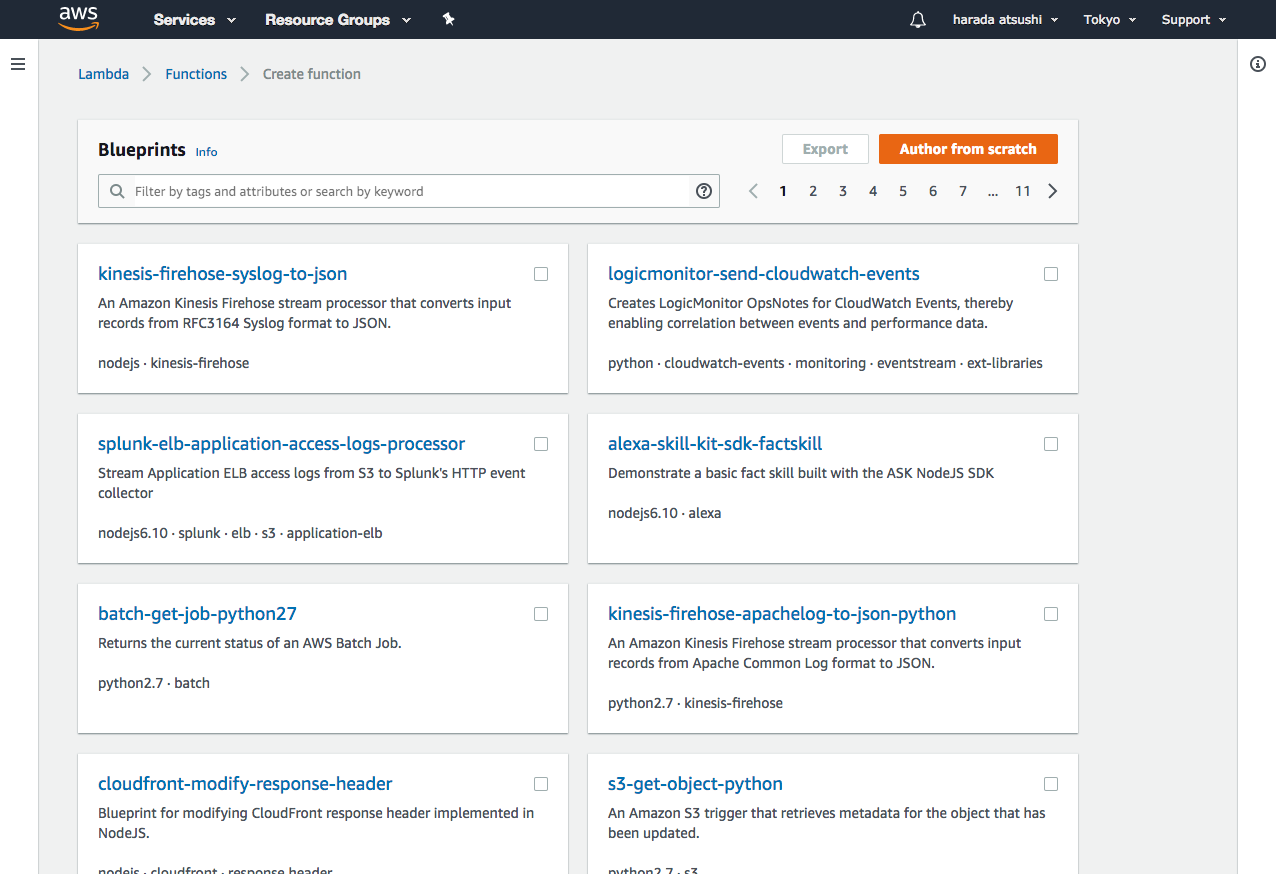 aws Services Resource Groups harada atsushi Tokyo Support
Lambda Functions Create function
Blueprints Info Export Author from scratch
Filter by tags and attributes or search by keyword 1 2 3 4 5 6 7 ... 11
kinesis-firehose-syslog-to-json
An Amazon Kinesis Firehose stream processor that converts input
records from RFC3164 Syslog format to JSON.
nodejs · kinesis-firehose
logicmonitor-send-cloudwatch-events
Creates LogicMonitor OpsNotes for CloudWatch Events, thereby
enabling correlation between events and performance data.
python · cloudwatch-events · monitoring · eventstream · ext-libraries
splunk-elb-application-access-logs-processor
Stream Application ELB access logs from S3 to Splunk's HTTP event
collector
nodejs6.10 · splunk · elb · s3 · application-elb
alexa-skill-kit-sdk-factskill
Demonstrate a basic fact skill built with the ASK NodeJS SDK
nodejs6.10 · alexa
batch-get-job-python27
Returns the current status of an AWS Batch Job.
python2.7 · batch
kinesis-firehose-apachelog-to-json-python
An Amazon Kinesis Firehose stream processor that converts input
records from Apache Common Log format to JSON.
python2.7 · kinesis-firehose
cloudfront-modify-response-header
Blueprint for modifying CloudFront response header implemented in
NodeJS.
nodejs · cloudfront · response header
s3-get-object-python
An Amazon S3 trigger that retrieves metadata for the object that has
been updated.
python2.7 · s3